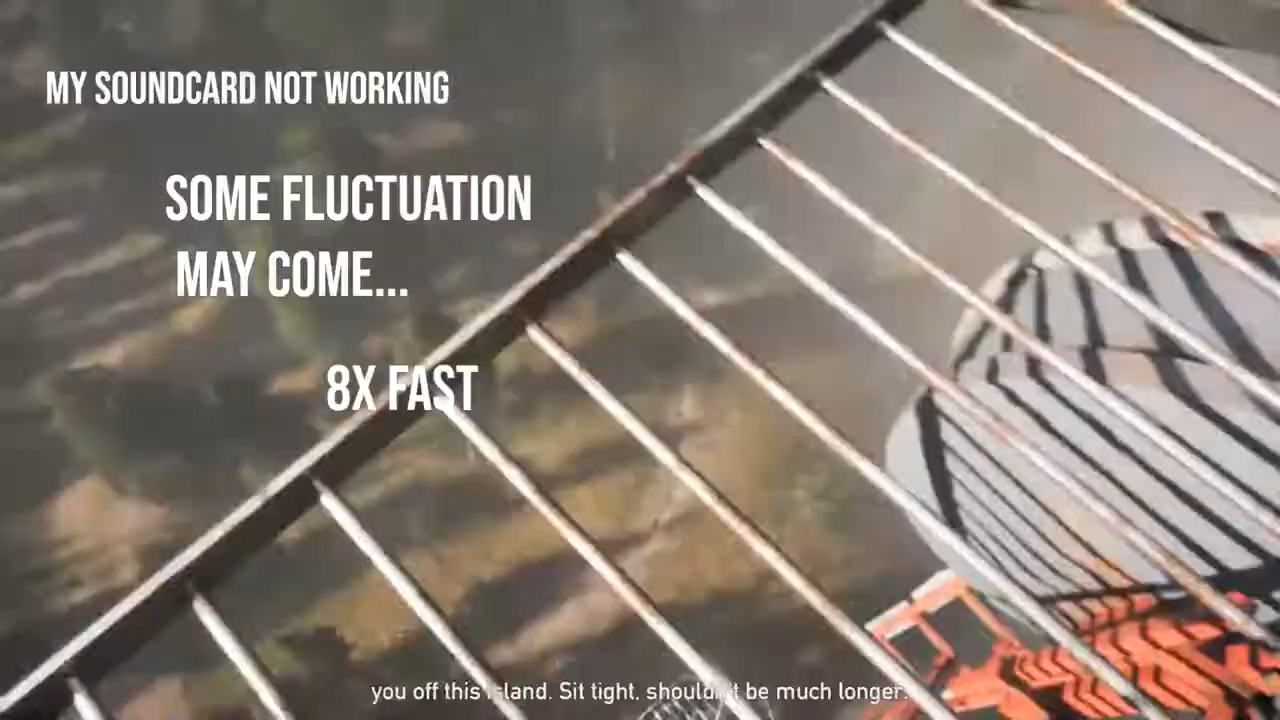 MY SOUNDCARD NOT WORKING
SOME FLUCTUATION
MAY COME...
8X FAST
you off this island. Sit tight, shouldn't be much longer.